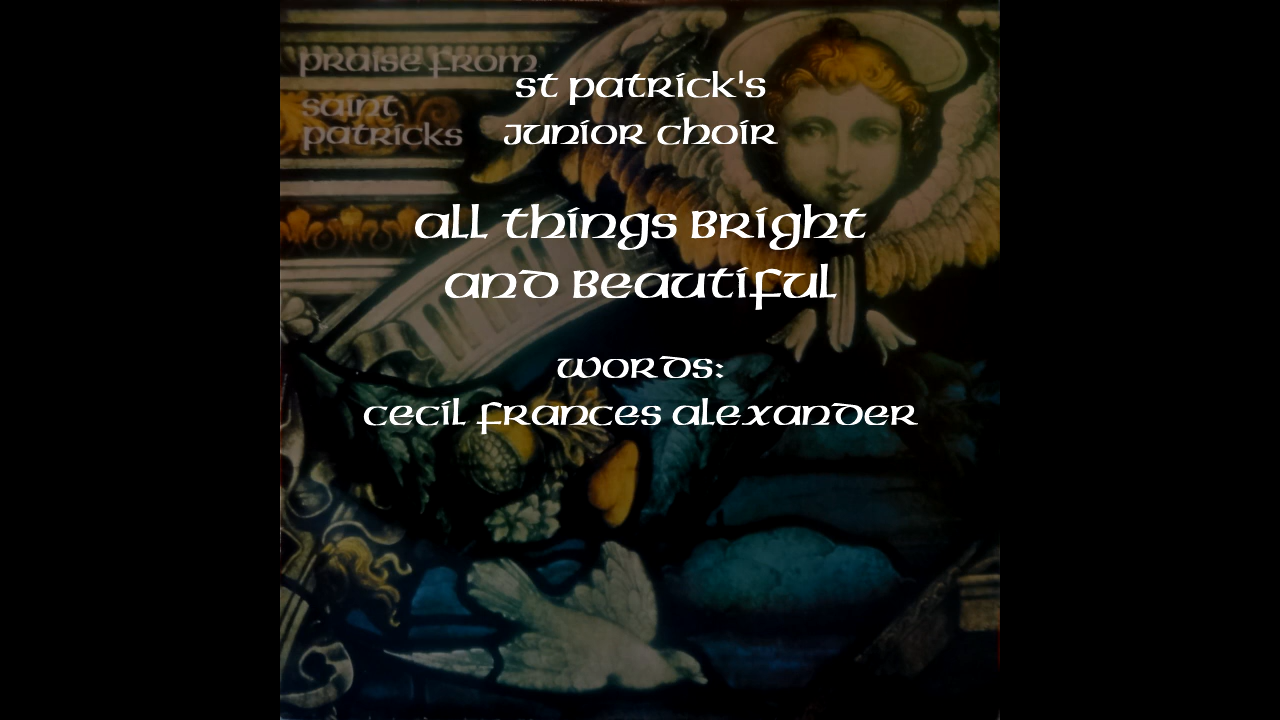 praise from
saint
patricks
St Patrick's
Junior Choir
All Things Bright
and Beautiful
Words:
Cecil Frances Alexander